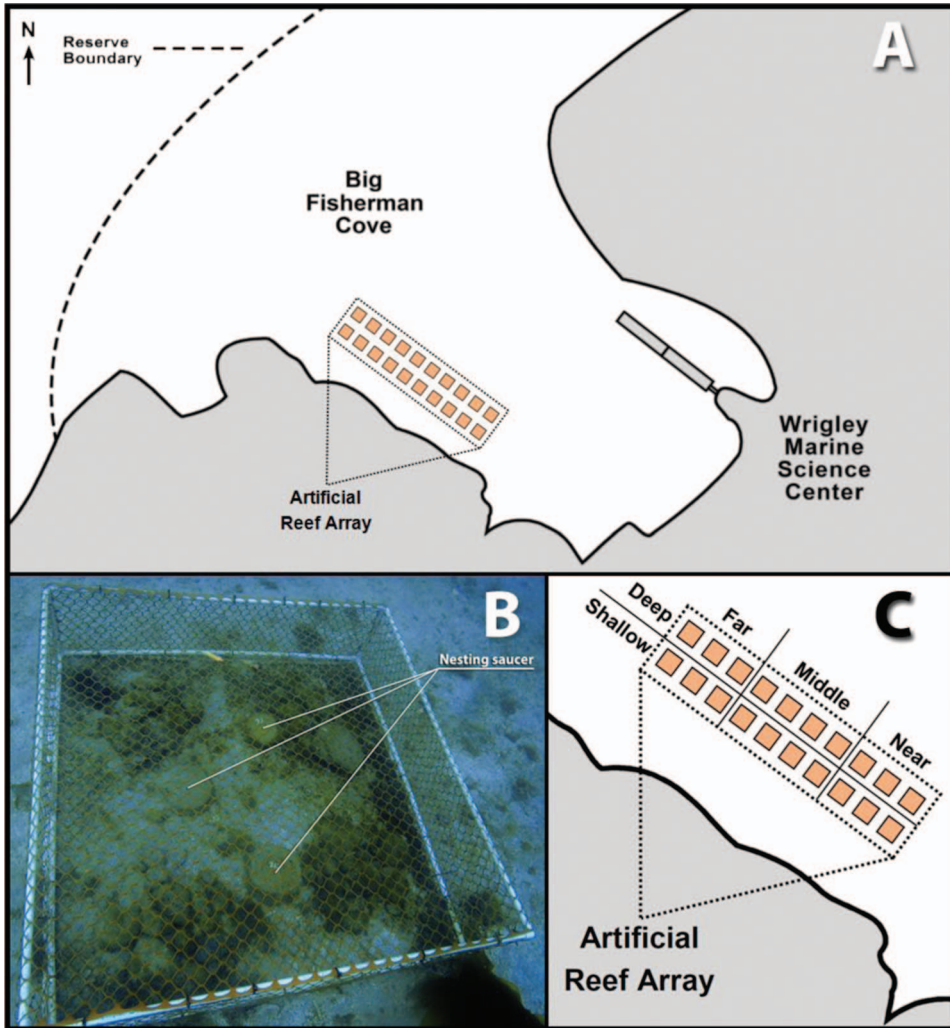 N
Reserve
Boundary
A
Big
Fisherman
Cove
Wrigley
Marine
Science
Center
Artificial
Reef Array
B
Nesting saucer
C
Deep
Far
Shallow
Middle
Near
Artificial
Reef Array